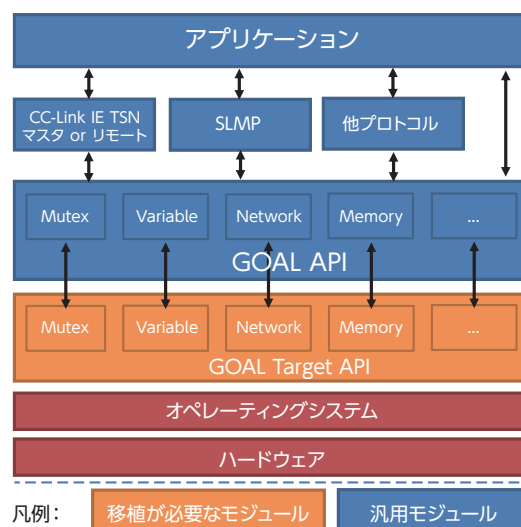 アプリケーション
CC-Link IE TSN
マスタ or リモート
SLMP
他プロトコル
Mutex
Variable
Network
Memory
...
GOAL API
Mutex
Variable
Network
Memory
...
GOAL Target API
オペレーティングシステム
ハードウェア
凡例：
移植が必要なモジュール
汎用モジュール